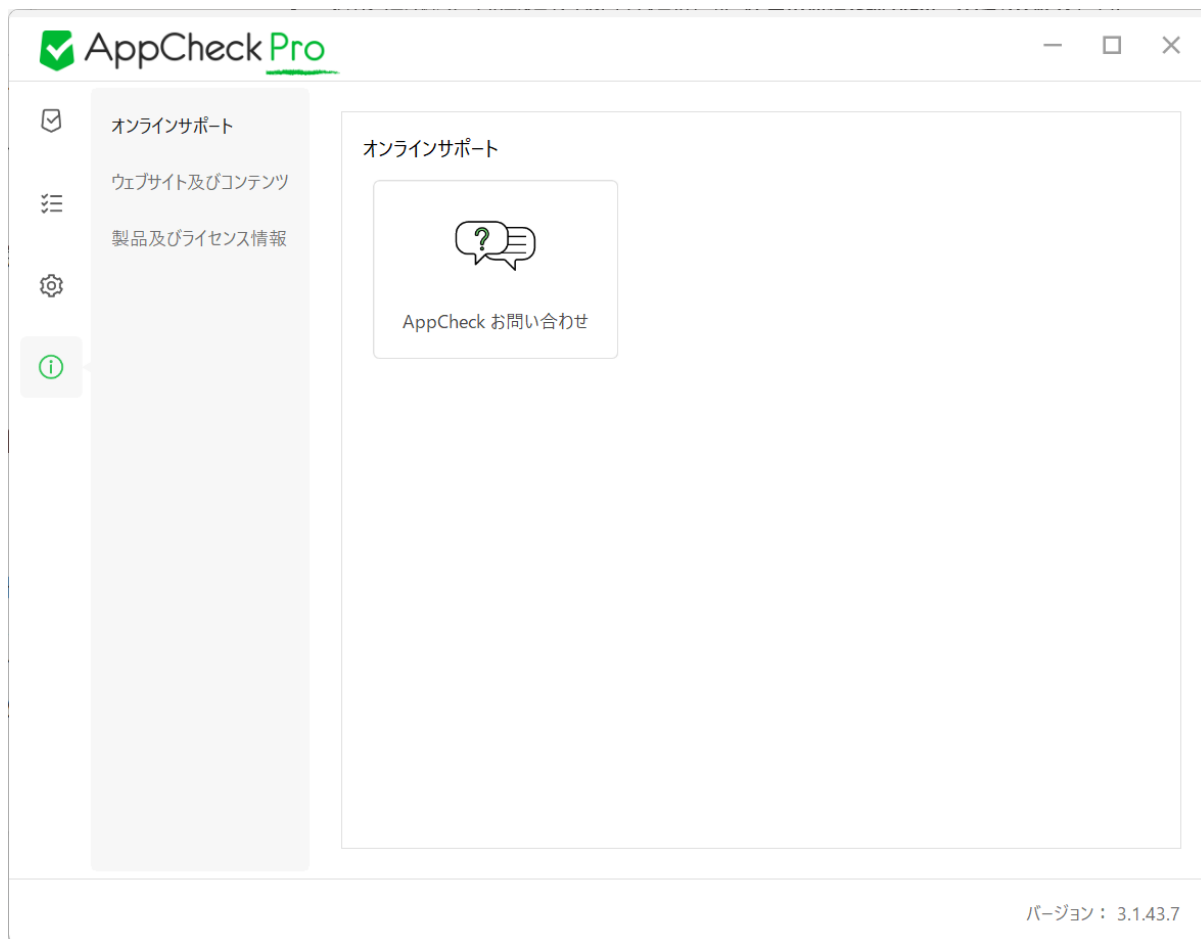 AppCheck Pro
オンラインサポート
ウェブサイト及びコンテンツ
製品及びライセンス情報
オンラインサポート
?
AppCheck お問い合わせ
バージョン： 3.1.43.7